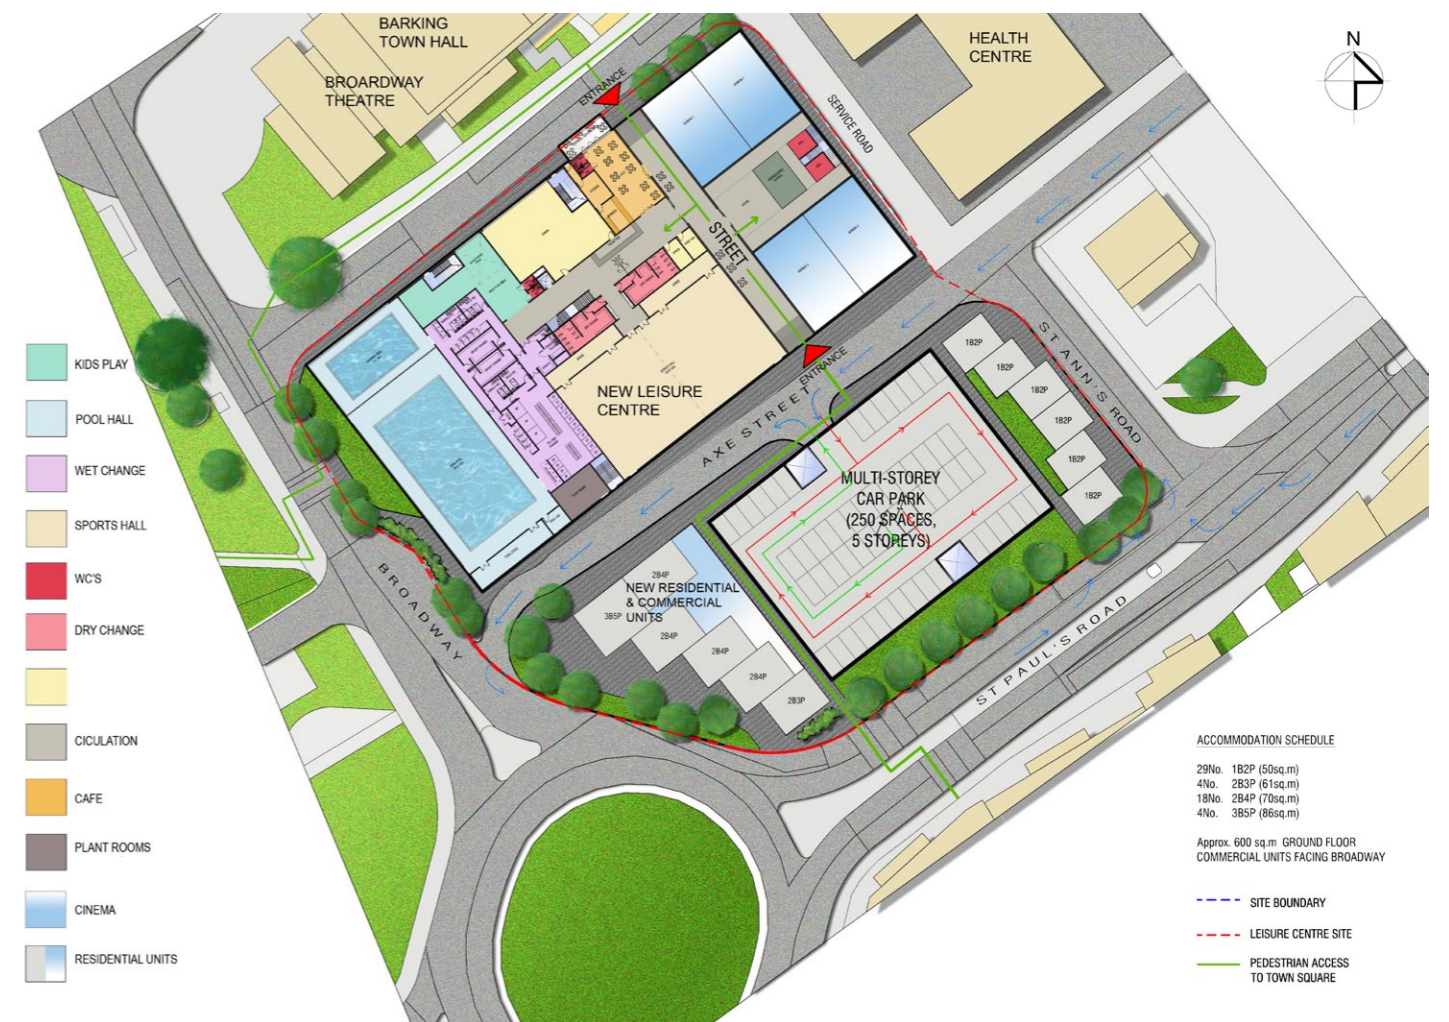 BARKING
TOWN HALL
BROARDWAY
THEATRE
HEALTH
CENTRE
N
ENTRANCE
SERVICE ROAD
STREET
ENTRANCE
NEW LEISURE
CENTRE
AXE STREET
ST ANN'S ROAD
1B2P
1B2P
1B2P
1B2P
1B2P
1B2P
MULTI-STOREY
CAR PARK
(250 SPACES,
5 STOREYS)
BROADWAY
2B4P
NEW RESIDENTIAL
& COMMERCIAL
UNITS
3B5P
2B4P
2B4P
2B4P
2B3P
ST PAUL'S ROAD
KIDS PLAY
POOL HALL
WET CHANGE
SPORTS HALL
WC'S
DRY CHANGE
CICULATION
CAFE
PLANT ROOMS
CINEMA
RESIDENTIAL UNITS
ACCOMMODATION SCHEDULE
29No. 1B2P (50sq.m)
4No. 2B3P (61sq.m)
18No. 2B4P (70sq.m)
4No. 3B5P (86sq.m)
Approx. 600 sq.m GROUND FLOOR
COMMERCIAL UNITS FACING BROADWAY
SITE BOUNDARY
LEISURE CENTRE SITE
PEDESTRIAN ACCESS
TO TOWN SQUARE